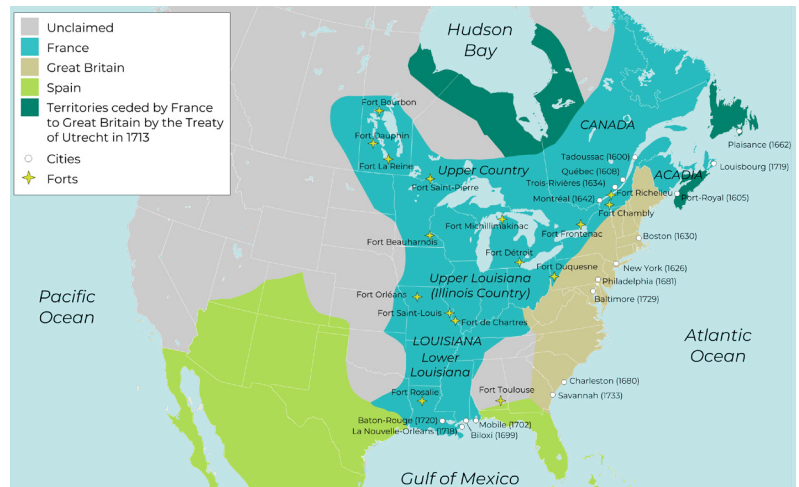 Unclaimed
France
Great Britain
Spain
Territories ceded by France
to Great Britain by the Treaty
of Utrecht in 1713
Cities
Forts
Hudson
Bay
Fort Bourbon
Fort Dauphin
Fort La Reine
Upper Country
Fort Saint-Pierre
CANADA
Plaisance (1662)
Tadoussac (1600)
Louisbourg (1719)
Québec (1608)
ACADIA
Trois-Rivières (1634)
Fort Richelieu
Port-Royal (1605)
Montréal (1642)
Fort Chambly
Fort Michillimakinac
Fort Frontenac
Fort Beauharnois
Boston (1630)
Fort Détroit
Fort Duquesne
New York (1626)
Upper Louisiana
(Illinois Country)
Philadelphia (1681)
Fort Orléans
Baltimore (1729)
Pacific
Ocean
Fort Saint-Louis
Fort de Chartres
Atlantic
Ocean
LOUISIANA
Lower
Louisiana
Charleston (1680)
Fort Rosalie
Fort Toulouse
Savannah (1733)
Baton-Rouge (1720)
Mobile (1702)
La Nouvelle-Orléans (1718)
Biloxi (1699)
Gulf of Mexico